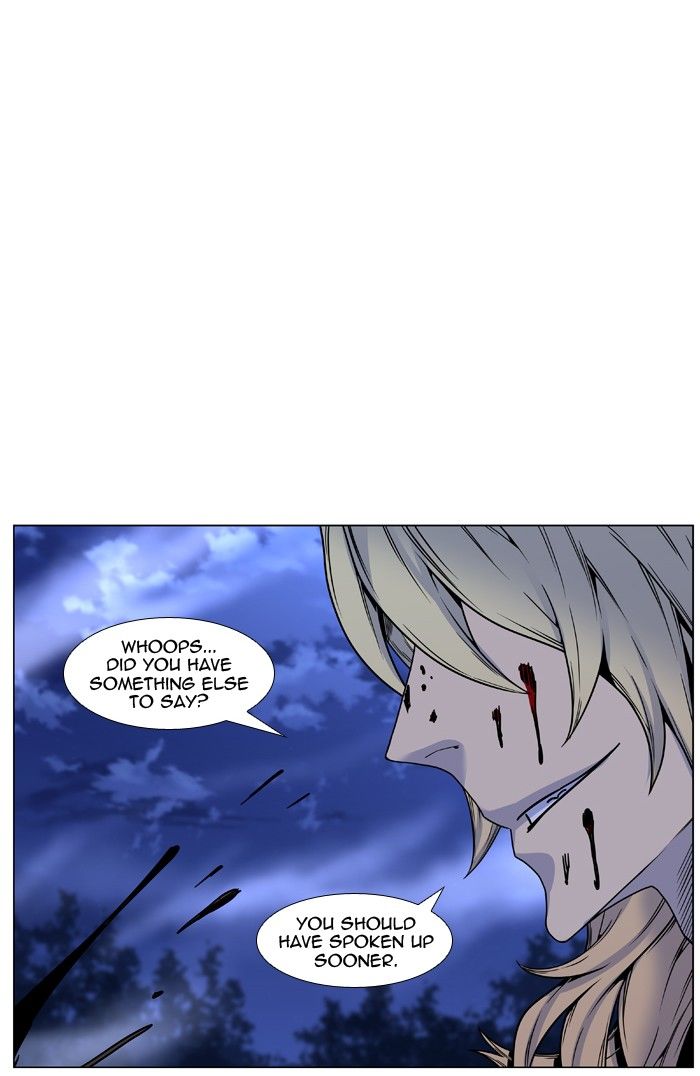 WHOOPS...
DID YOU HAVE
SOMETHING ELSE
TO SAY?
YOU SHOULD
HAVE SPOKEN UP
SOONER.